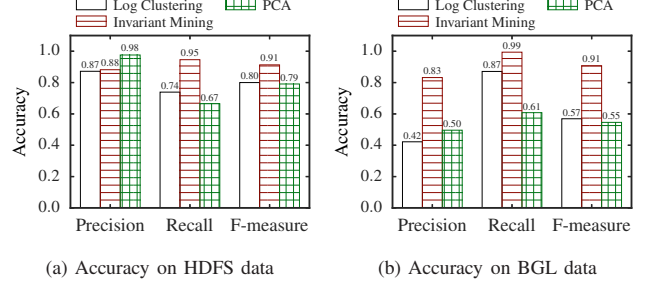 Log Clustering PCA
Invariant Mining
Accuracy
1.0
0.8
0.6
0.4
0.2
0.0
0.87 0.88 0.98
0.74 0.95 0.67
0.80 0.91 0.79
Precision Recall F-measure
(a) Accuracy on HDFS data
Log Clustering PCA
Invariant Mining
Accuracy
1.0
0.8
0.6
0.4
0.2
0.0
0.42 0.83 0.50
0.87 0.99 0.61
0.57 0.91 0.55
Precision Recall F-measure
(b) Accuracy on BGL data